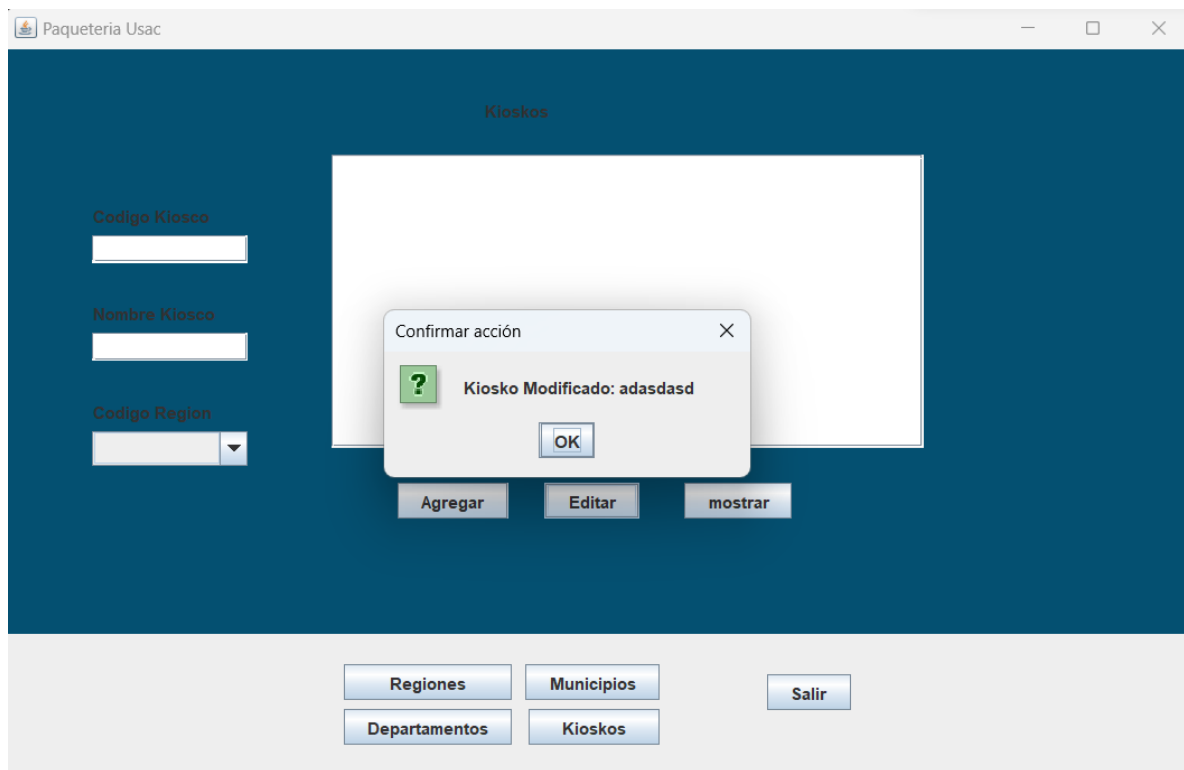 Paqueteria Usac
Kioskos
Codigo Kiosco
Nombre Kiosco
Codigo Region
Confirmar acción
?
Kiosko Modificado: adasdasd
OK
Agregar
Editar
mostrar
Regiones
Municipios
Salir
Departamentos
Kioskos